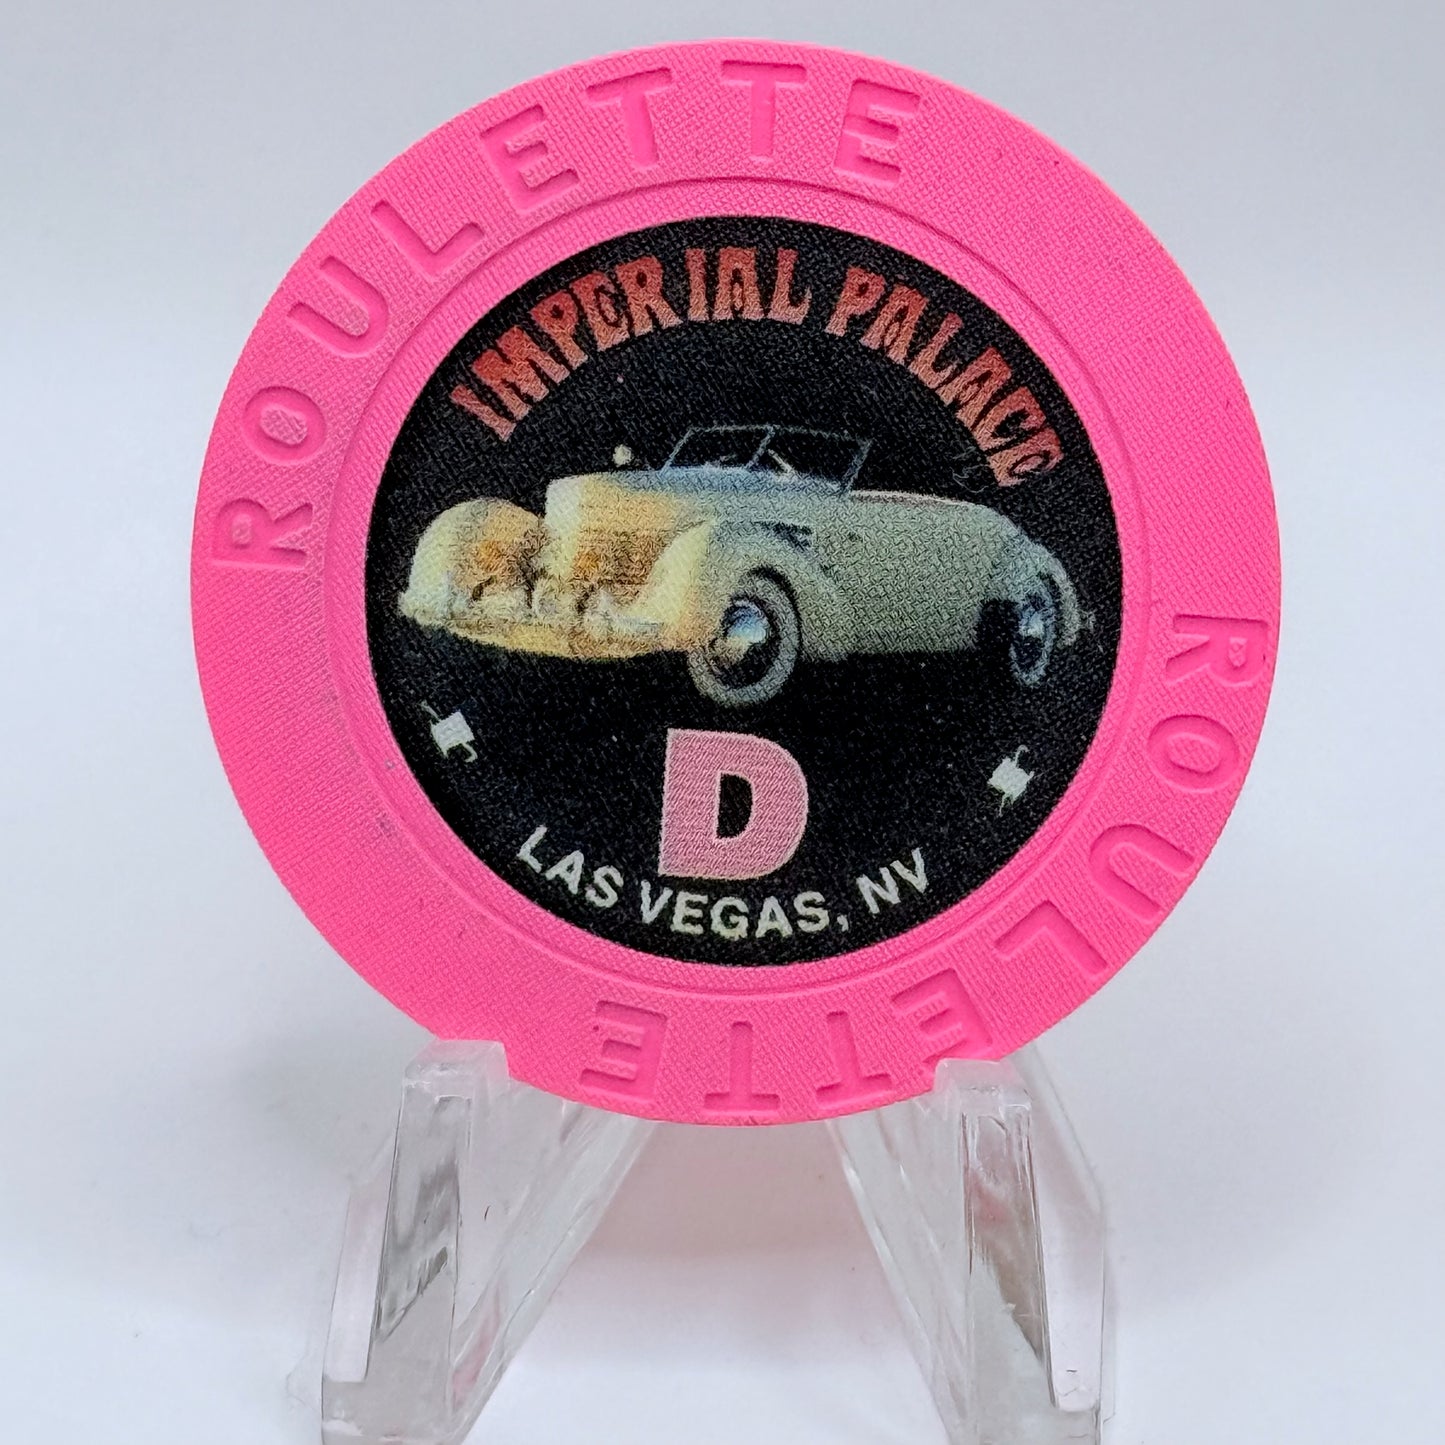 ROULETTE
IMPERIAL PALACE
D
LAS VEGAS, NV
ROULETTE